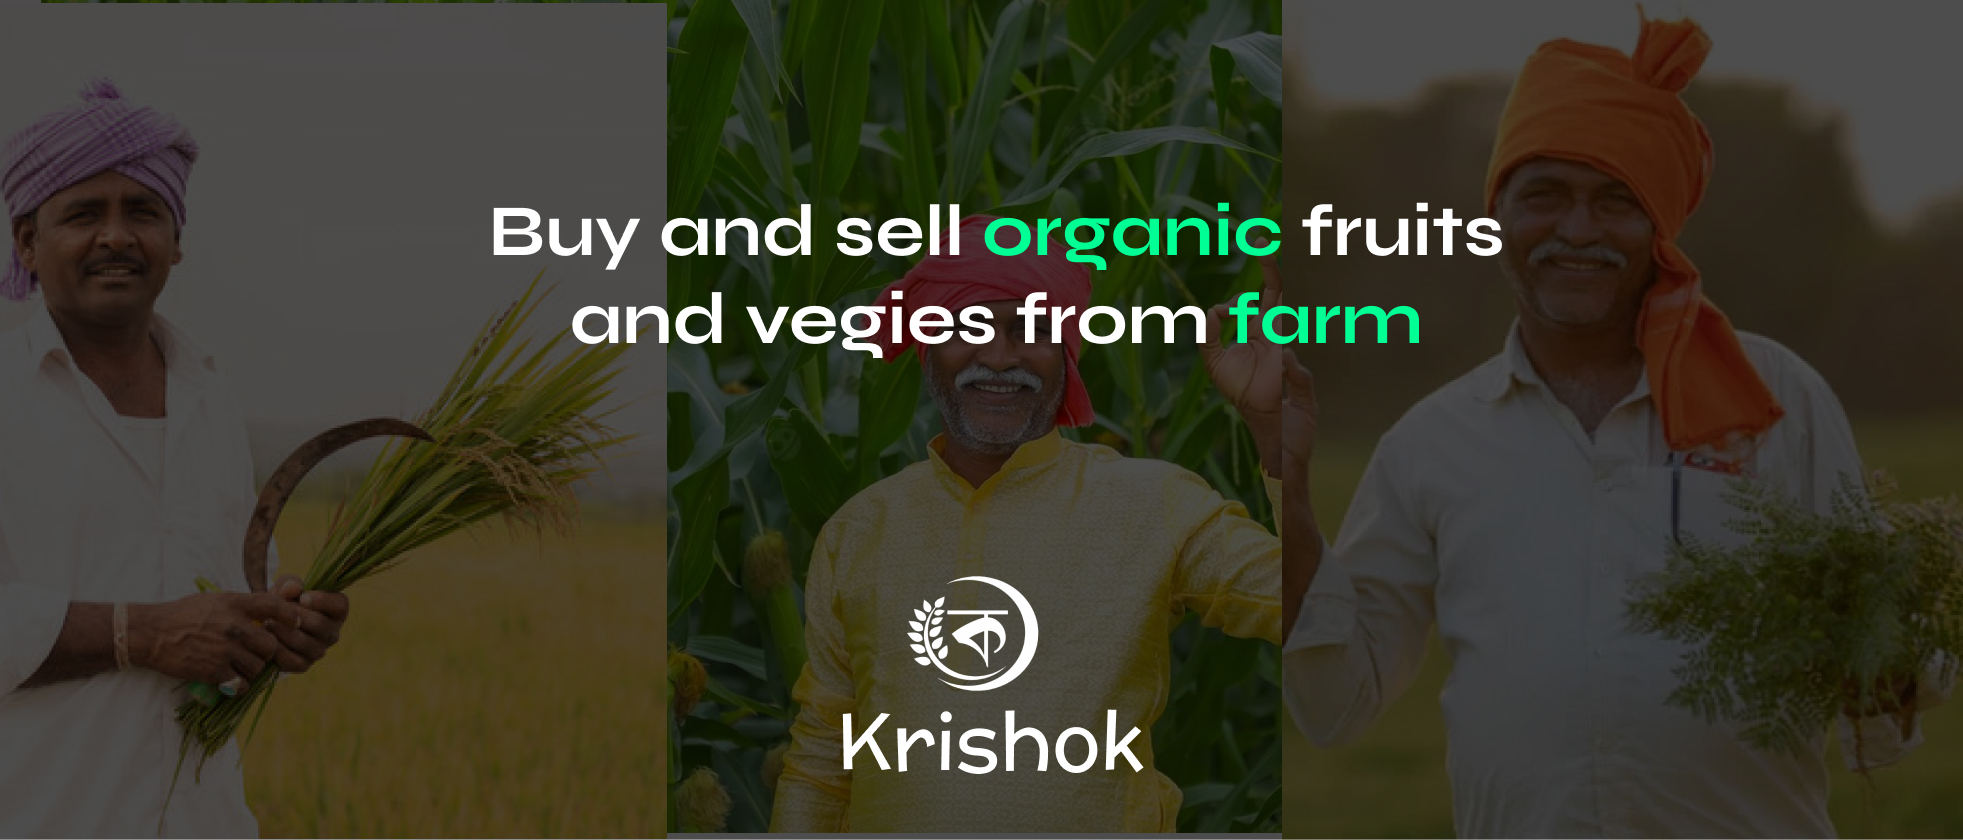 Buy and sell organic fruits
and vegies from farm
ক
Krishok